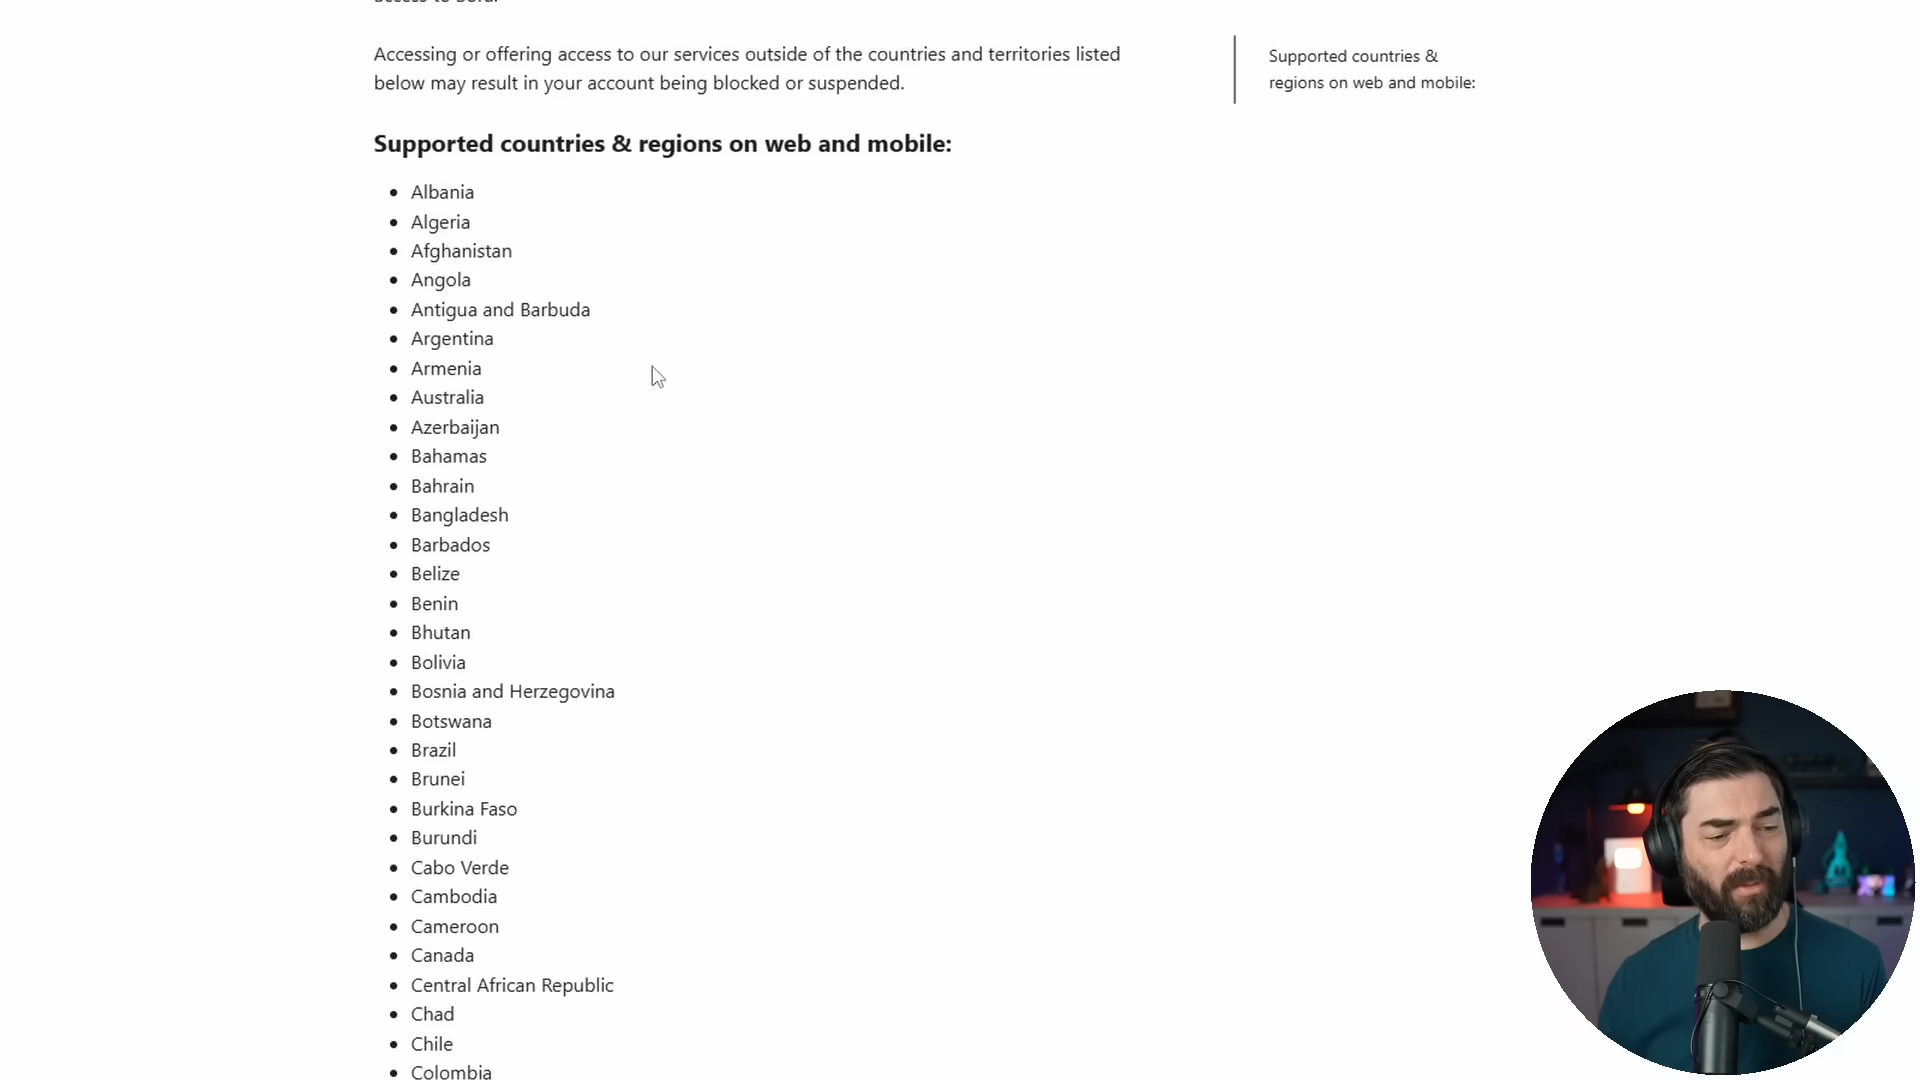 Accessing or offering access to our services outside of the countries and territories listed
below may result in your account being blocked or suspended.
Supported countries &
regions on web and mobile:
Supported countries & regions on web and mobile:
Albania
Algeria
Afghanistan
Angola
Antigua and Barbuda
Argentina
Armenia
Australia
Azerbaijan
Bahamas
Bahrain
Bangladesh
Barbados
Belize
Benin
Bhutan
Bolivia
Bosnia and Herzegovina
Botswana
Brazil
Brunei
Burkina Faso
Burundi
Cabo Verde
Cambodia
Cameroon
Canada
Central African Republic
Chad
Chile
Colombia